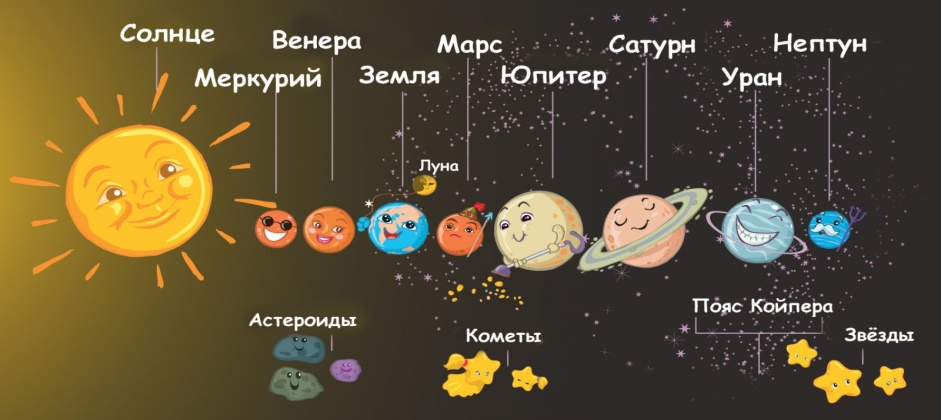 Солнце
Венера
Марс
Сатурн
Нептун
Меркурий
Земля
Юпитер
Уран
Луна
Пояс Койпера
Астероиды
Кометы
Звёзды